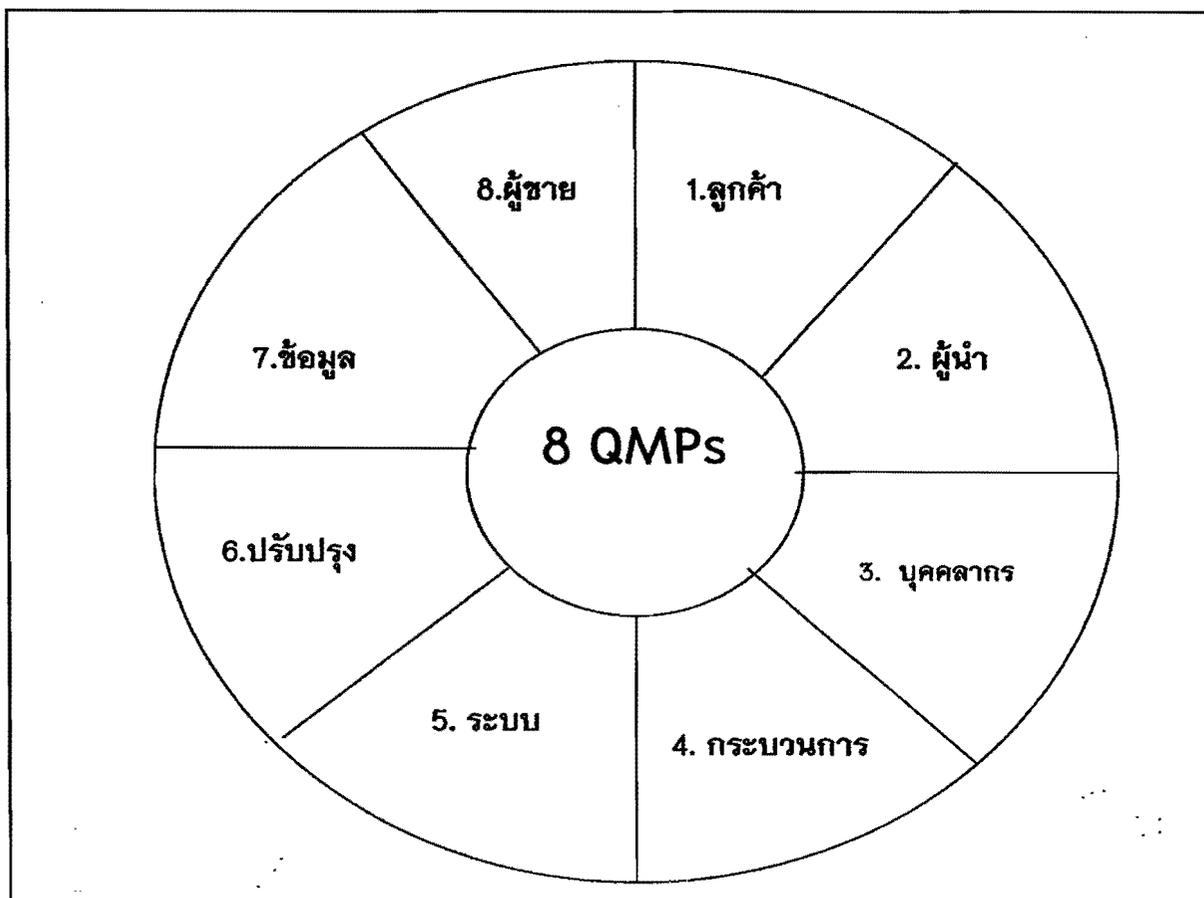 8 QMPs
1.ลูกค้า
2. ผู้นำ
3. บุคคลากร
4. กระบวนการ
5. ระบบ
6.ปรับปรุง
7.ข้อมูล
8.ผู้ขาย